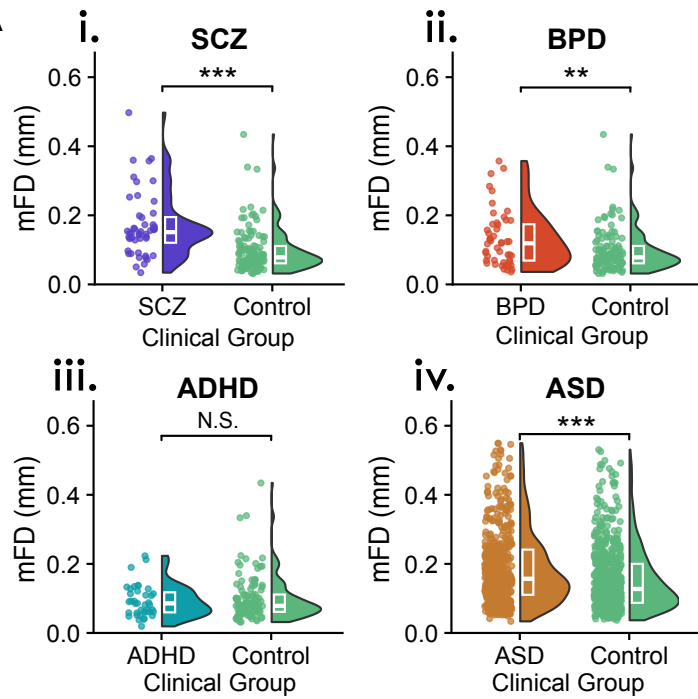 A
i.
SCZ
***
mFD (mm)
0.6
0.4
0.2
0.0
SCZ Control
Clinical Group
ii.
BPD
**
mFD (mm)
0.6
0.4
0.2
0.0
BPD Control
Clinical Group
iii.
ADHD
N.S.
mFD (mm)
0.6
0.4
0.2
0.0
ADHD Control
Clinical Group
iv.
ASD
***
mFD (mm)
0.6
0.4
0.2
0.0
ASD Control
Clinical Group